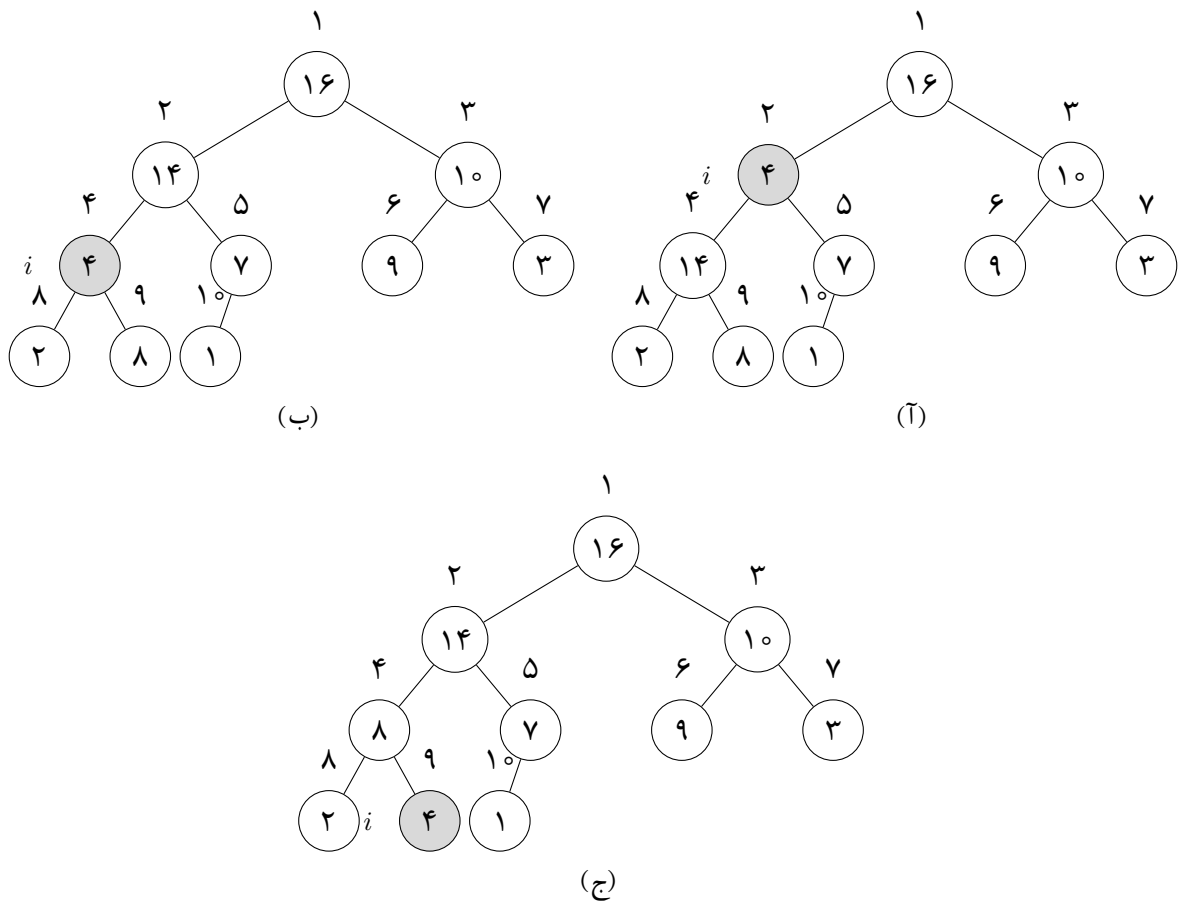 ۱
۱۶
۲ ۳
i ۴ ۱۰
۴ ۵ ۶ ۷
۱۴ ۷ ۹ ۳
۸ ۹ ۱۰
۲ ۸ ۱
(آ)
۱
۱۶
۲ ۳
۱۴ ۱۰
۴ ۵ ۶ ۷
i ۴ ۷ ۹ ۳
۸ ۹ ۱۰
۲ ۸ ۱
(ب)
۱
۱۶
۲ ۳
۱۴ ۱۰
۴ ۵ ۶ ۷
۸ ۷ ۹ ۳
۸ ۹ ۱۰
۲ i ۴ ۱
(ج)